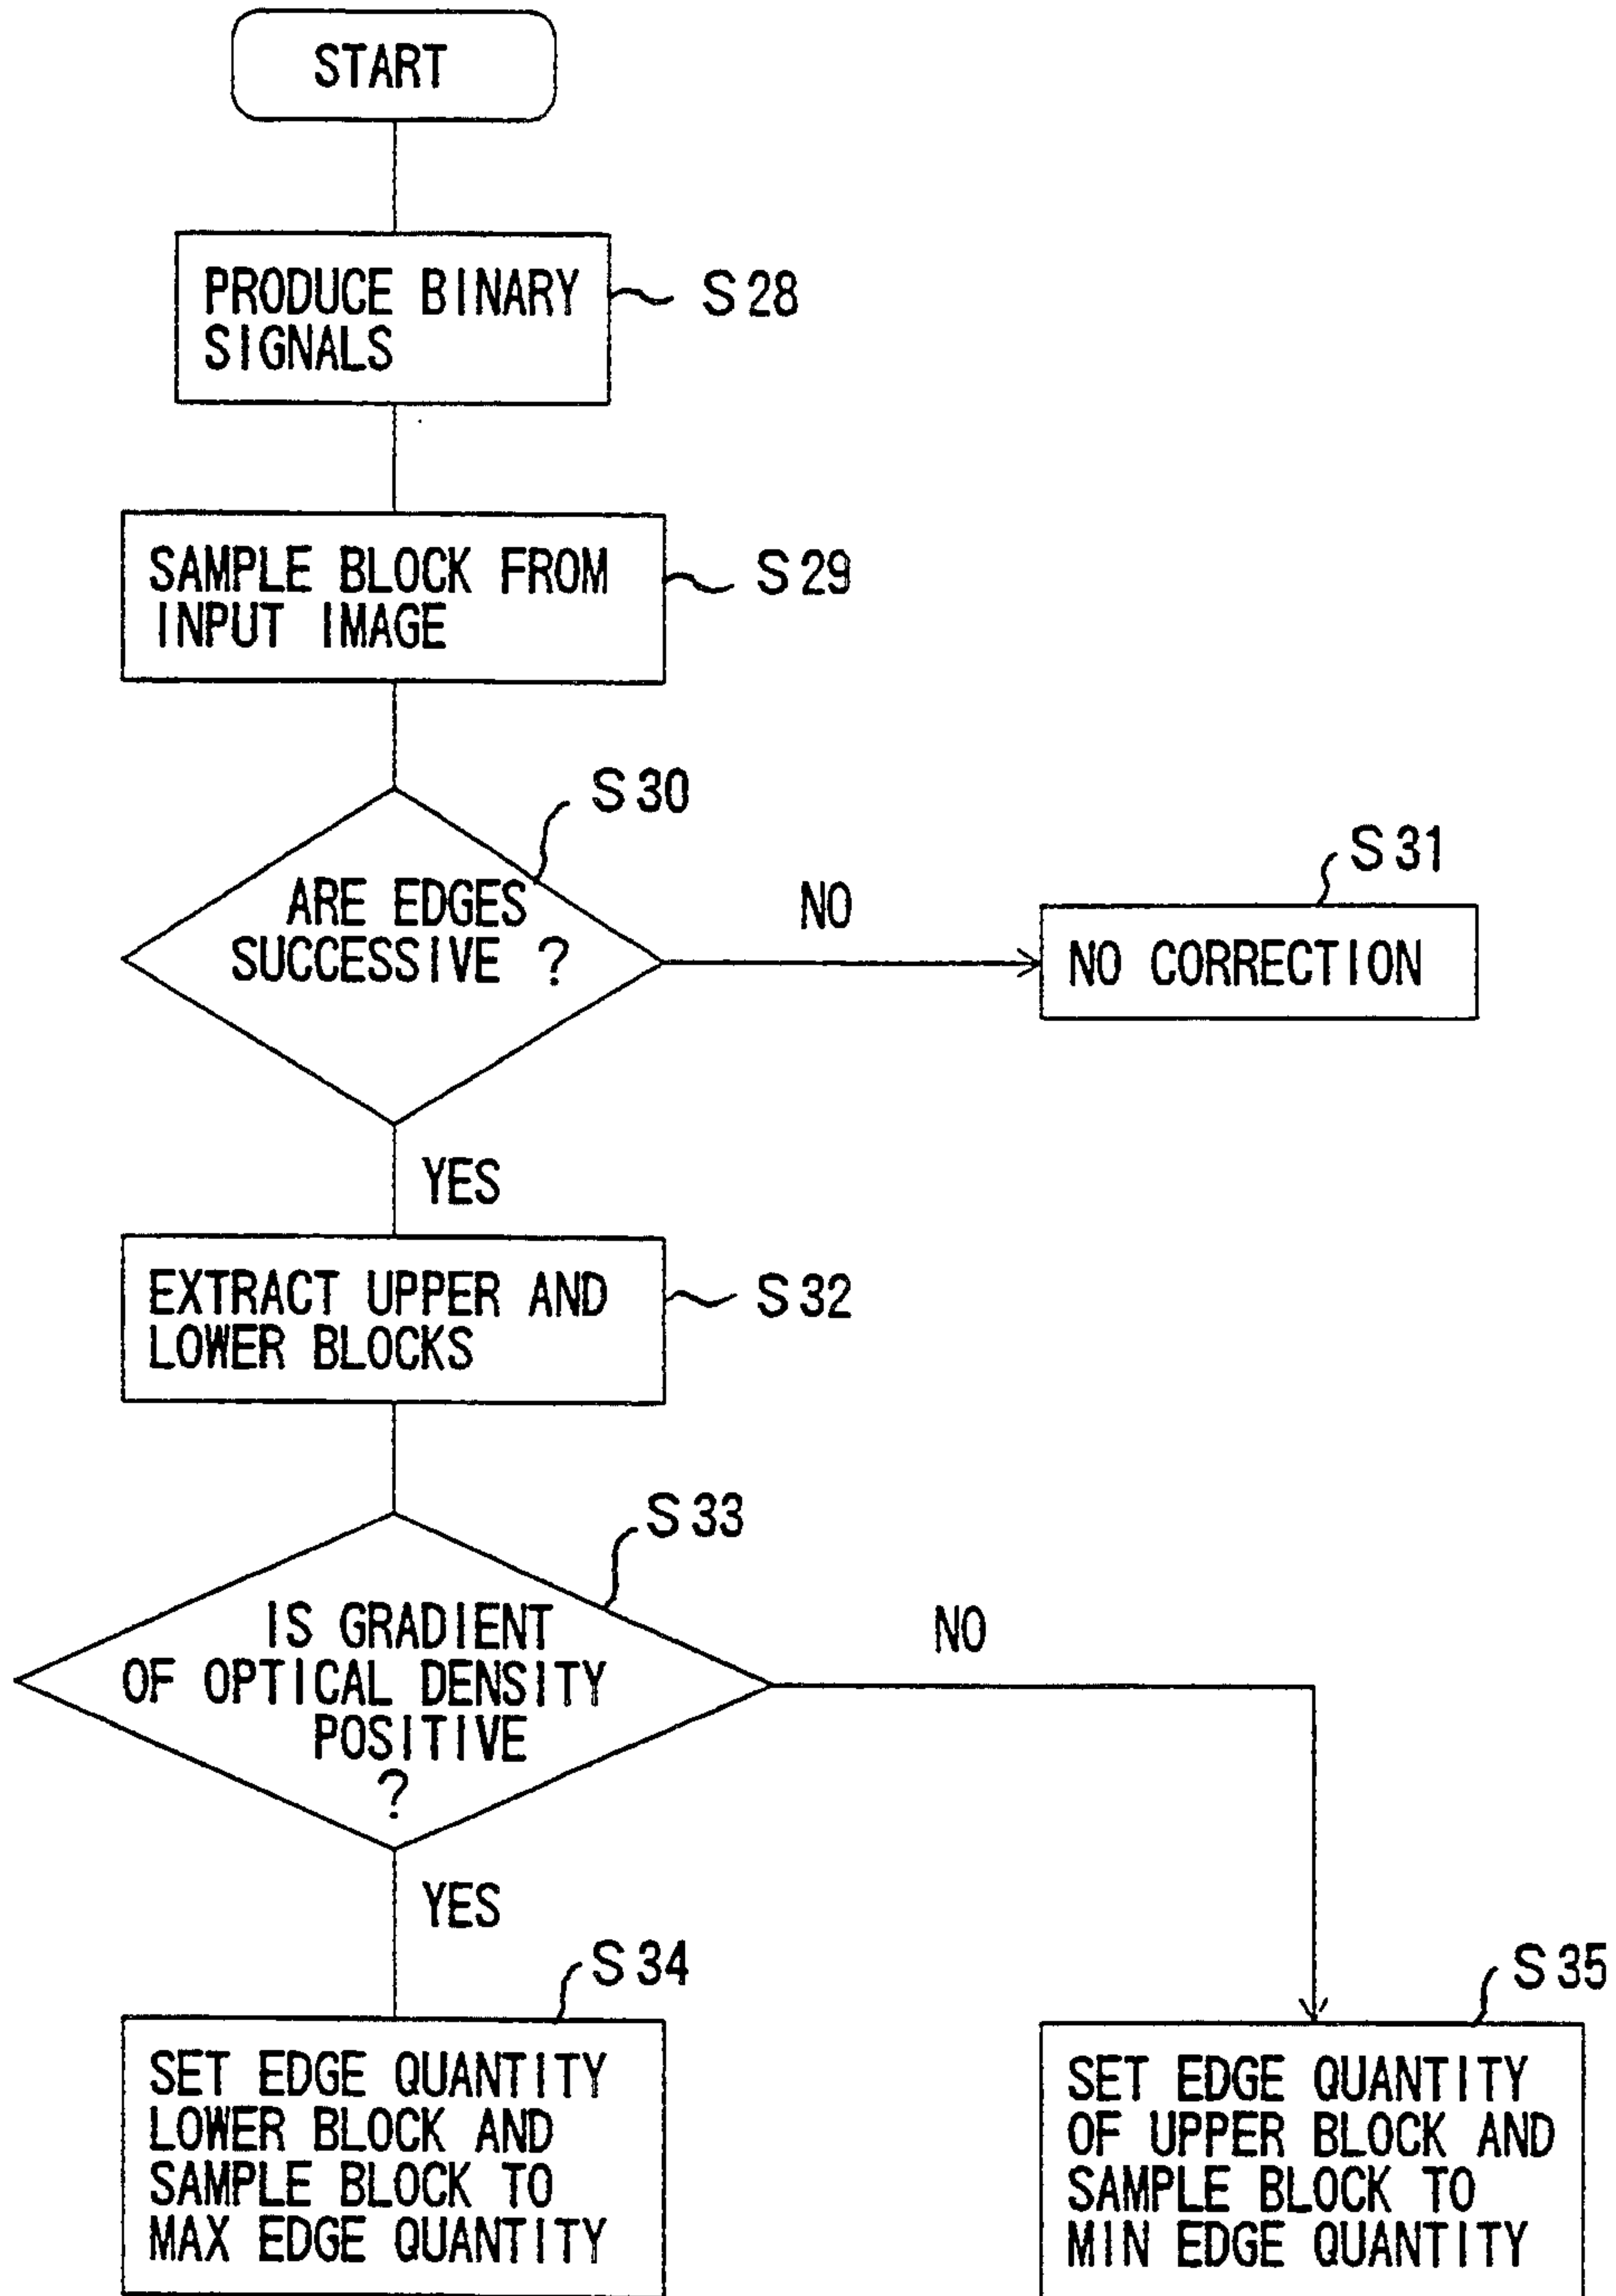 START
PRODUCE BINARY
SIGNALS
S28
SAMPLE BLOCK FROM
INPUT IMAGE
S29
S30
ARE EDGES
SUCCESSIVE ?
NO
S31
NO CORRECTION
YES
EXTRACT UPPER AND
LOWER BLOCKS
S32
S33
IS GRADIENT
OF OPTICAL DENSITY
POSITIVE
?
NO
YES
S34
SET EDGE QUANTITY
LOWER BLOCK AND
SAMPLE BLOCK TO
MAX EDGE QUANTITY
S35
SET EDGE QUANTITY
OF UPPER BLOCK AND
SAMPLE BLOCK TO
MIN EDGE QUANTITY